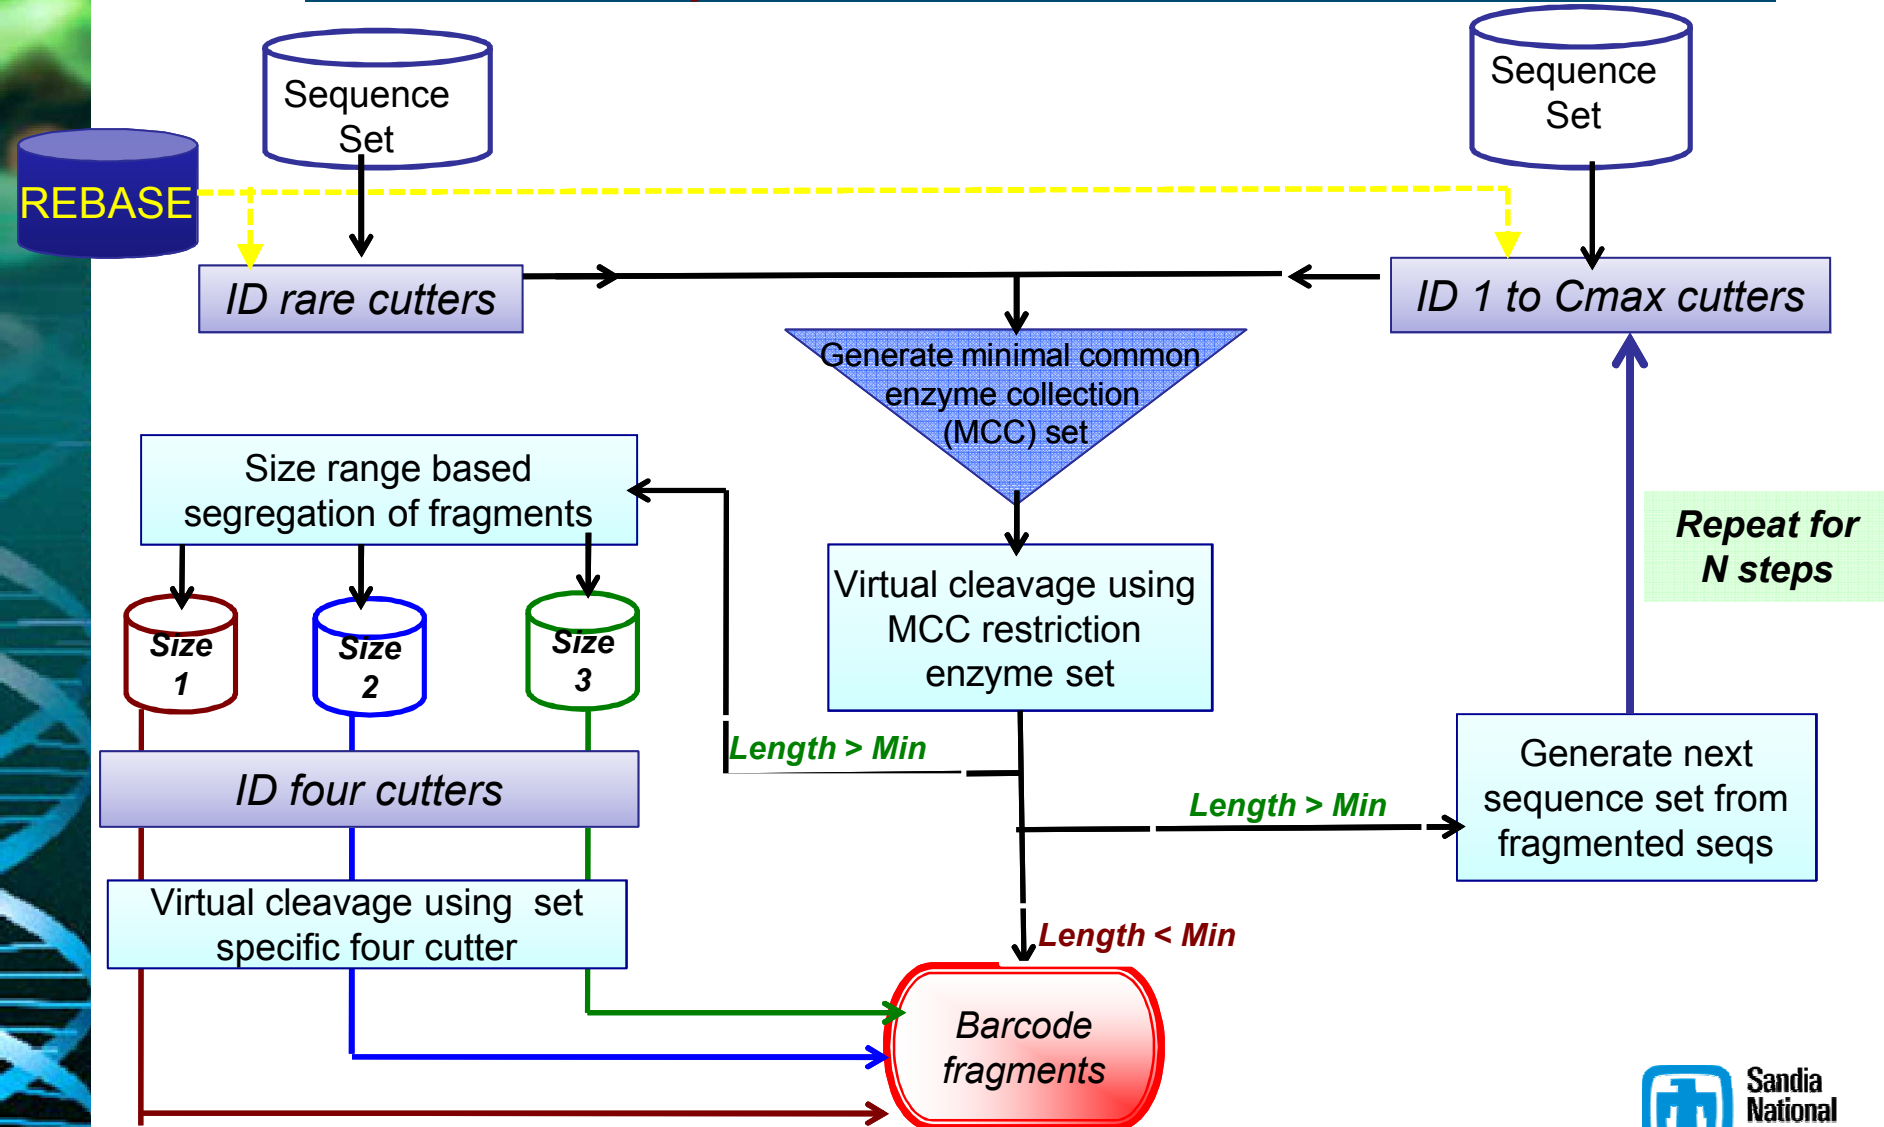 Sequence
Set
Sequence
Set
REBASE
ID rare cutters
ID 1 to Cmax cutters
Generate minimal common
enzyme collection
(MCC) set
Size range based
segregation of fragments
Repeat for
N steps
Virtual cleavage using
MCC restriction
enzyme set
Size
1
Size
2
Size
3
Length > Min
ID four cutters
Length > Min
Generate next
sequence set from
fragmented seqs
Virtual cleavage using set
specific four cutter
Length < Min
Barcode
fragments
Sandia
National